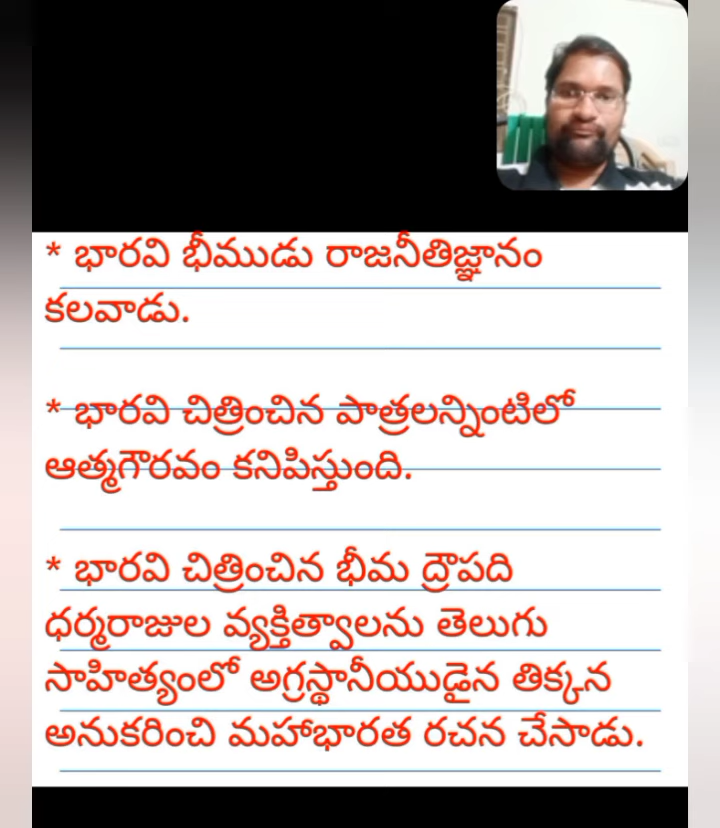 * భారవి భీముడు రాజనీతిజ్ఞానం
కలవాడు.
* భారవి చిత్రించిన పాత్రలన్నింటిలో
ఆత్మగౌరవం కనిపిస్తుంది.
* భారవి చిత్రించిన భీమ ద్రౌపది
ధర్మరాజుల వ్యక్తిత్వాలను తెలుగు
సాహిత్యంలో అగ్రస్థానీయుడైన తిక్కన
అనుకరించి మహాభారత రచన చేసాడు.